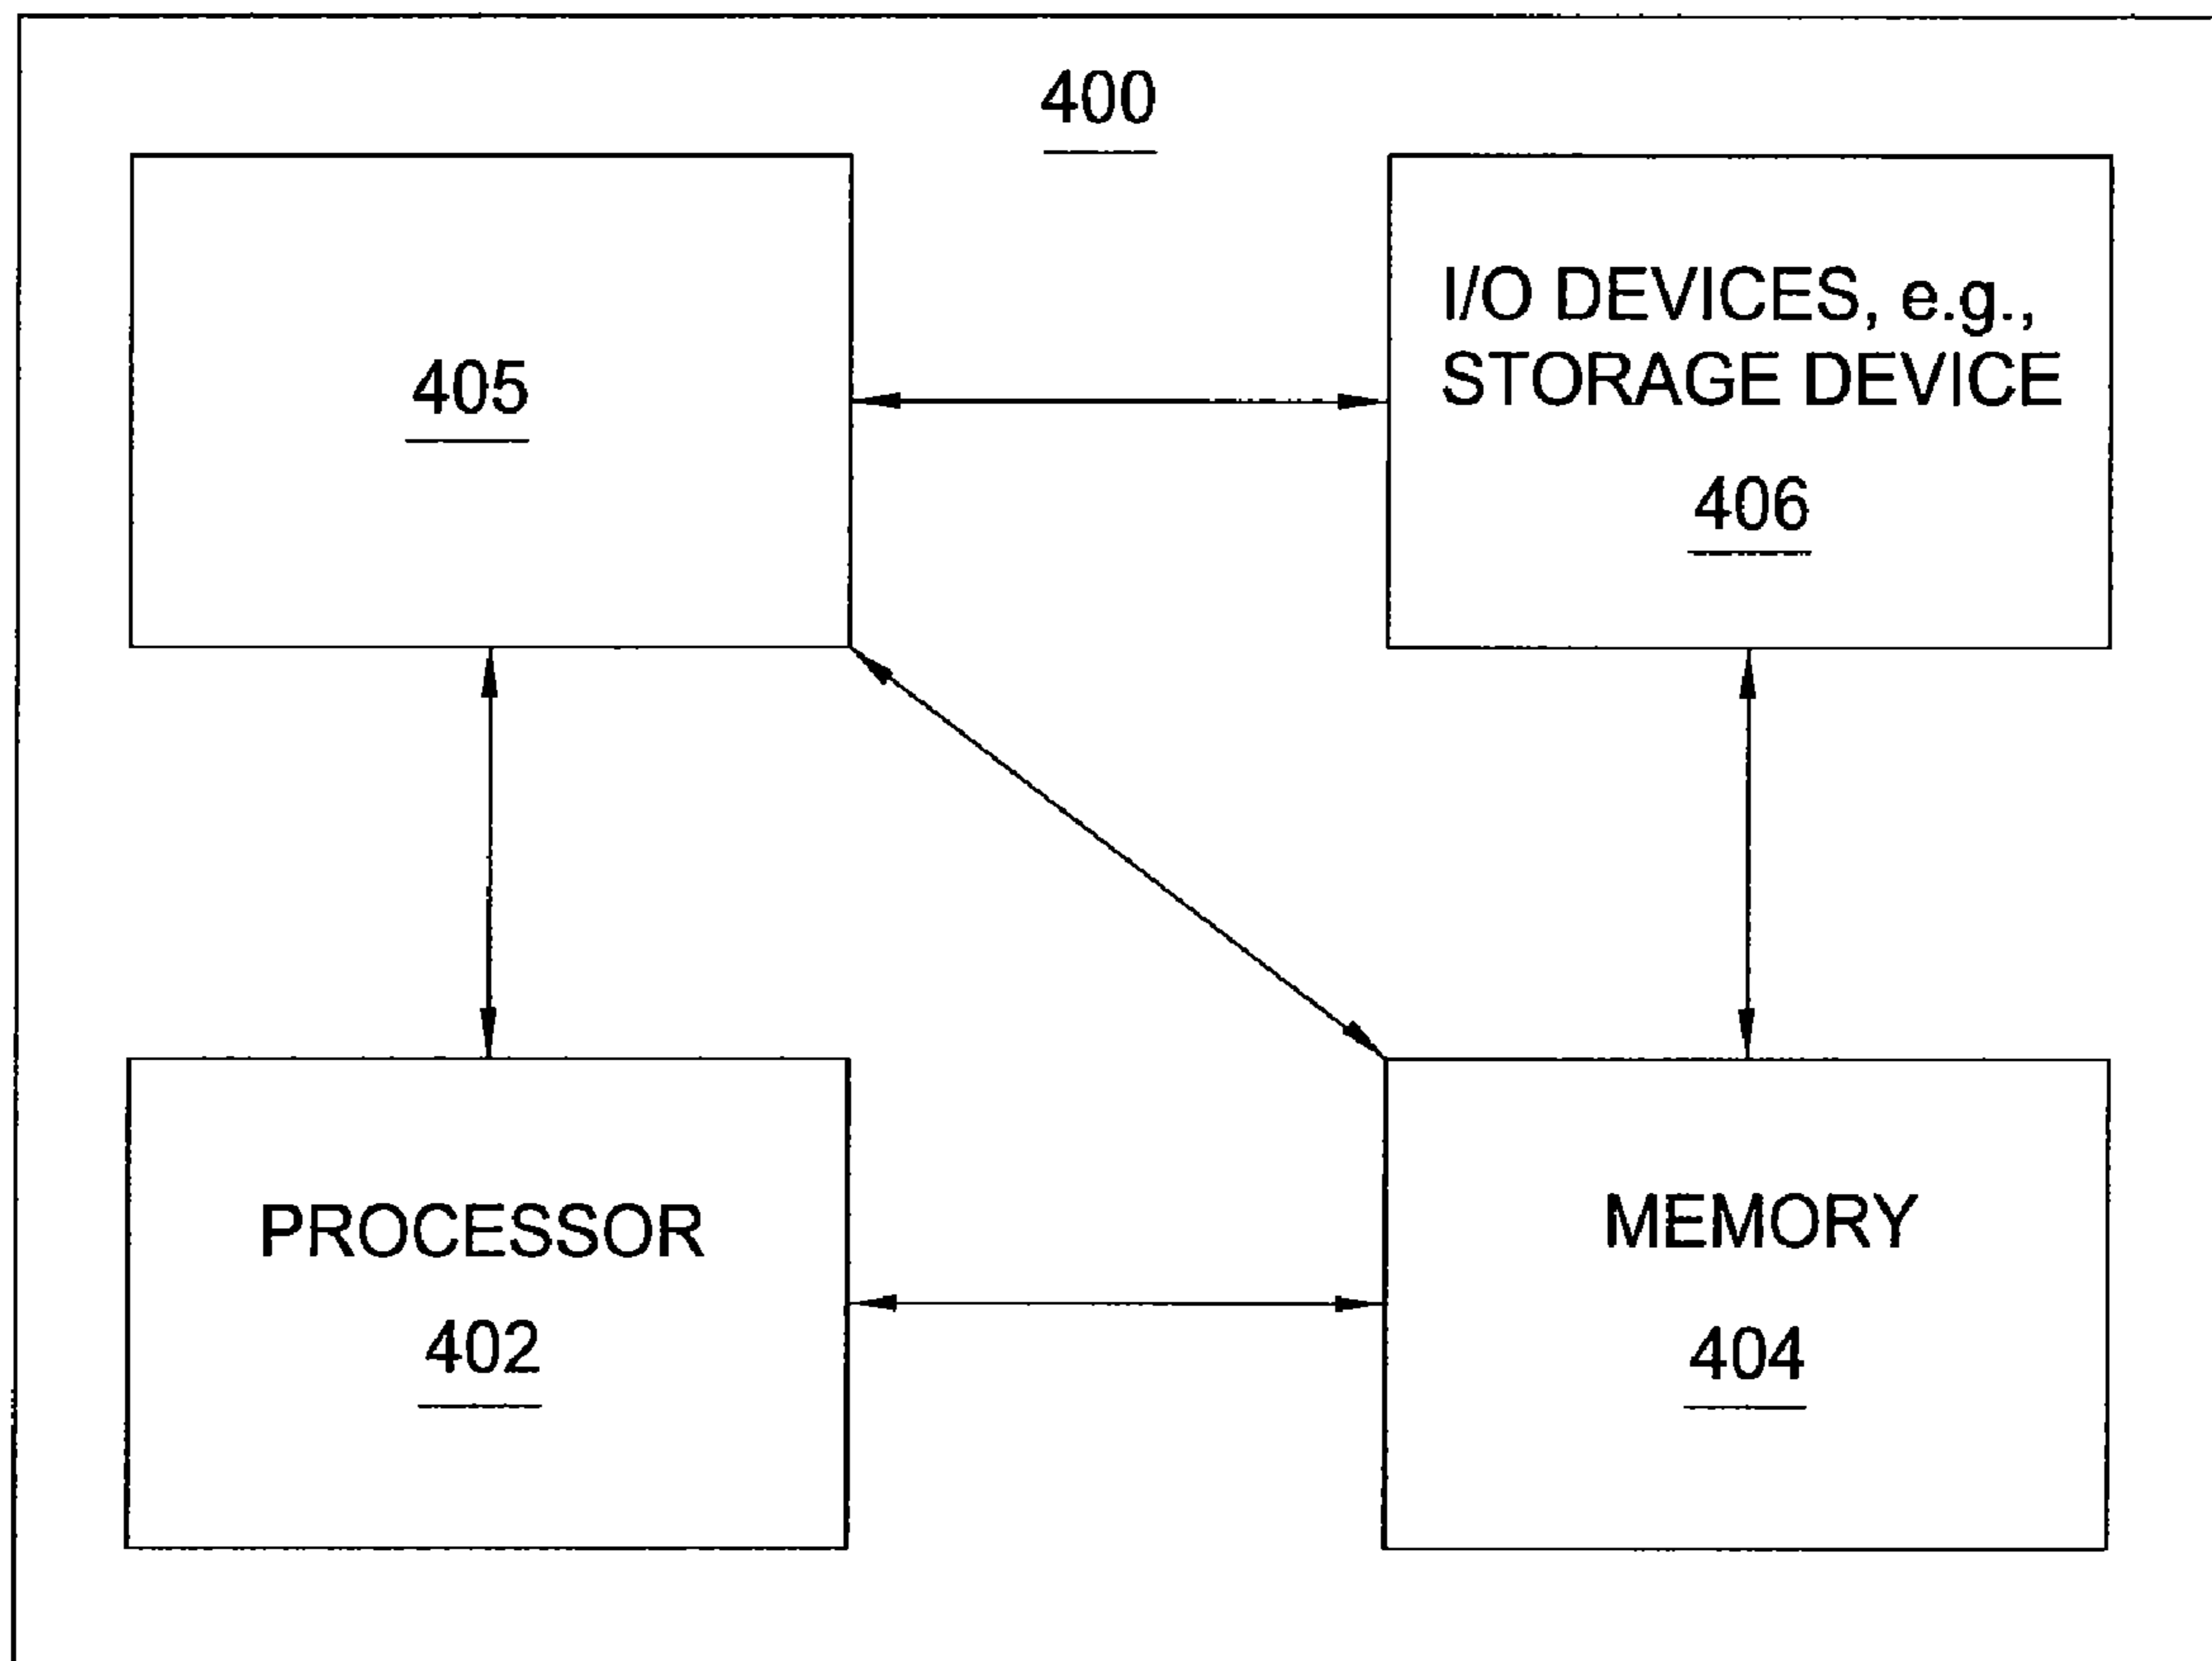 400
405
I/O DEVICES, e.g.,
STORAGE DEVICE
406
PROCESSOR
402
MEMORY
404